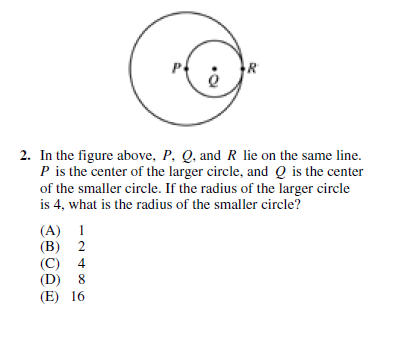 P
R
Q
2. In the figure above, P, Q, and R lie on the same line.
P is the center of the larger circle, and Q is the center
of the smaller circle. If the radius of the larger circle
is 4, what is the radius of the smaller circle?
(A) 1
(B) 2
(C) 4
(D) 8
(E) 16